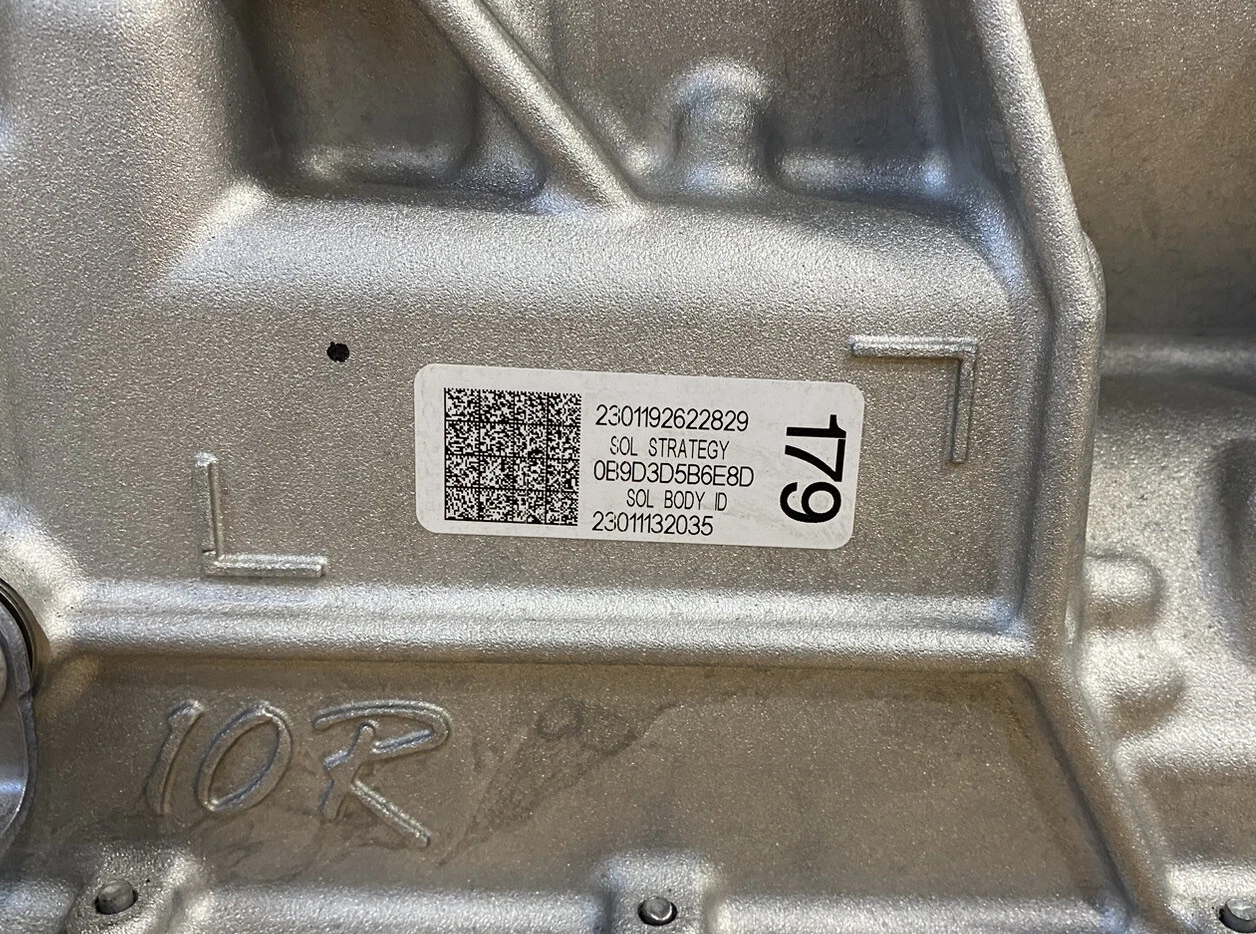 2301192622829
SOL STRATEGY
0B9D3D5B6E8D
SOL BODY ID
23011132035
179
10R